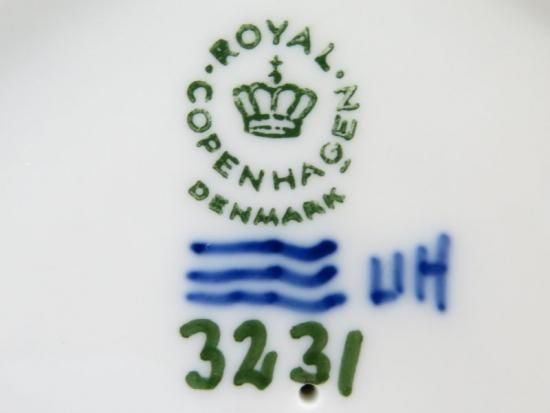 ROYAL
COPENHAGEN
DENMARK
UH
3231